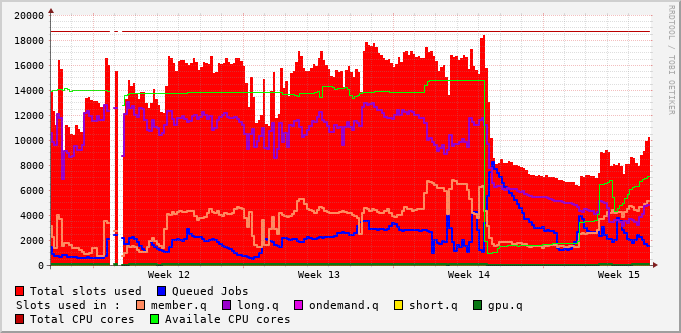 20000
18000
16000
14000
12000
10000
8000
6000
4000
2000
0
RRDTOOL / TOBI OETIKER
Week 12 Week 13 Week 14 Week 15
Total slots used Queued Jobs
Slots used in : member.q long.q ondemand.q short.q gpu.q
Total CPU cores Availale CPU cores